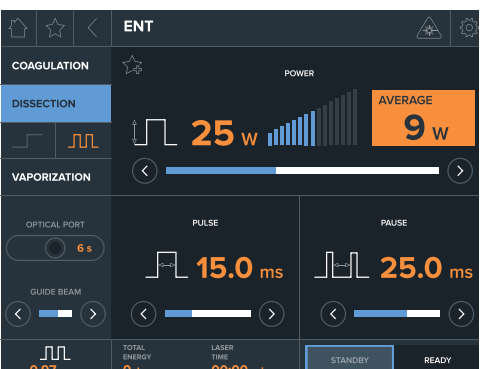 ENT
COAGULATION
DISSECTION
VAPORIZATION
POWER
25 W
AVERAGE
9 W
OPTICAL PORT
6 s
GUIDE BEAM
PULSE
15.0 ms
PAUSE
25.0 ms
TOTAL
ENERGY
LASER
TIME
STANDBY
READY